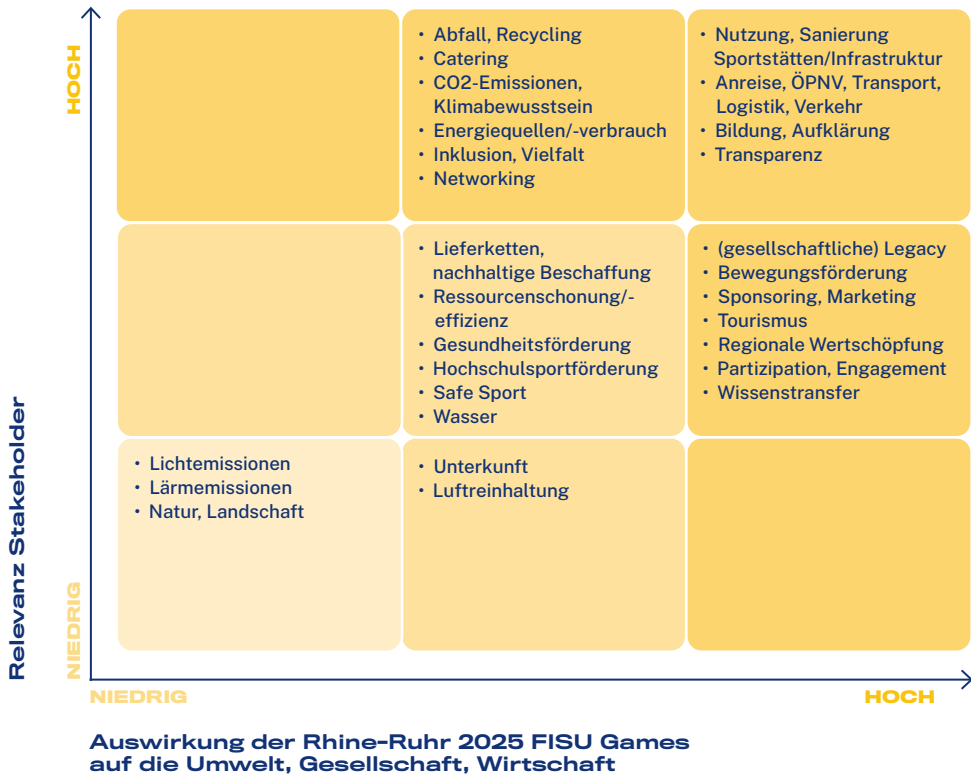 HOCH
• Abfall, Recycling
• Catering
• CO2-Emissionen,
Klimabewusstsein
• Energiequellen/-verbrauch
• Inklusion, Vielfalt
• Networking
• Nutzung, Sanierung
Sportstätten/Infrastruktur
• Anreise, ÖPNV, Transport,
Logistik, Verkehr
• Bildung, Aufklärung
• Transparenz
• Lieferketten,
nachhaltige Beschaffung
• Ressourcenschonung/-
effizienz
• Gesundheitsförderung
• Hochschulsportförderung
• Safe Sport
• Wasser
• (gesellschaftliche) Legacy
• Bewegungsförderung
• Sponsoring, Marketing
• Tourismus
• Regionale Wertschöpfung
• Partizipation, Engagement
• Wissenstransfer
Relevanz Stakeholder
• Lichtemissionen
• Lärmemissionen
• Natur, Landschaft
• Unterkunft
• Luftreinhaltung
NIEDRIG
NIEDRIG
HOCH
Auswirkung der Rhine-Ruhr 2025 FISU Games
auf die Umwelt, Gesellschaft, Wirtschaft